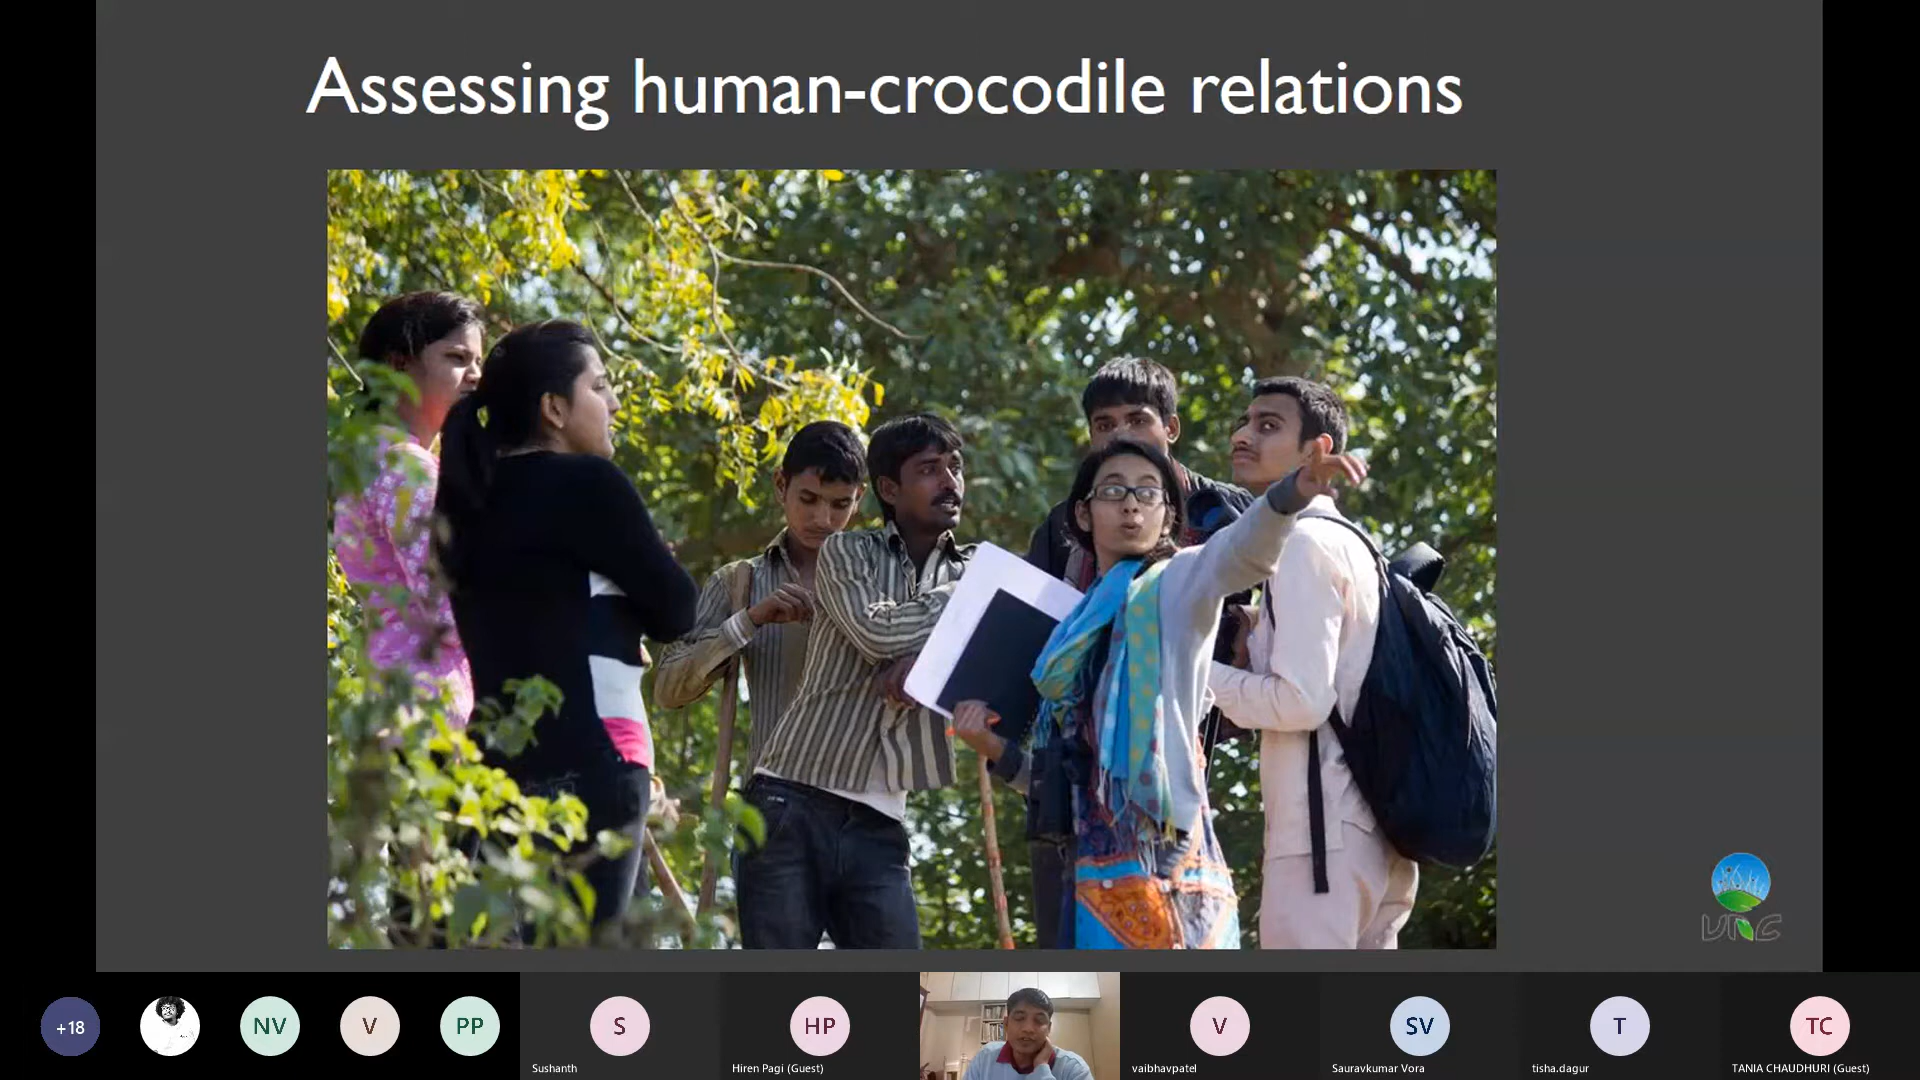 Assessing human-crocodile relations
VNC
+18
NV
V
PP
S
HP
V
SV
T
TC
Sushanth
Hiren Pagi (Guest)
vaibhavpatel
Sauravkumar Vora
tisha.dagur
TANIA CHAUDHURI (Guest)